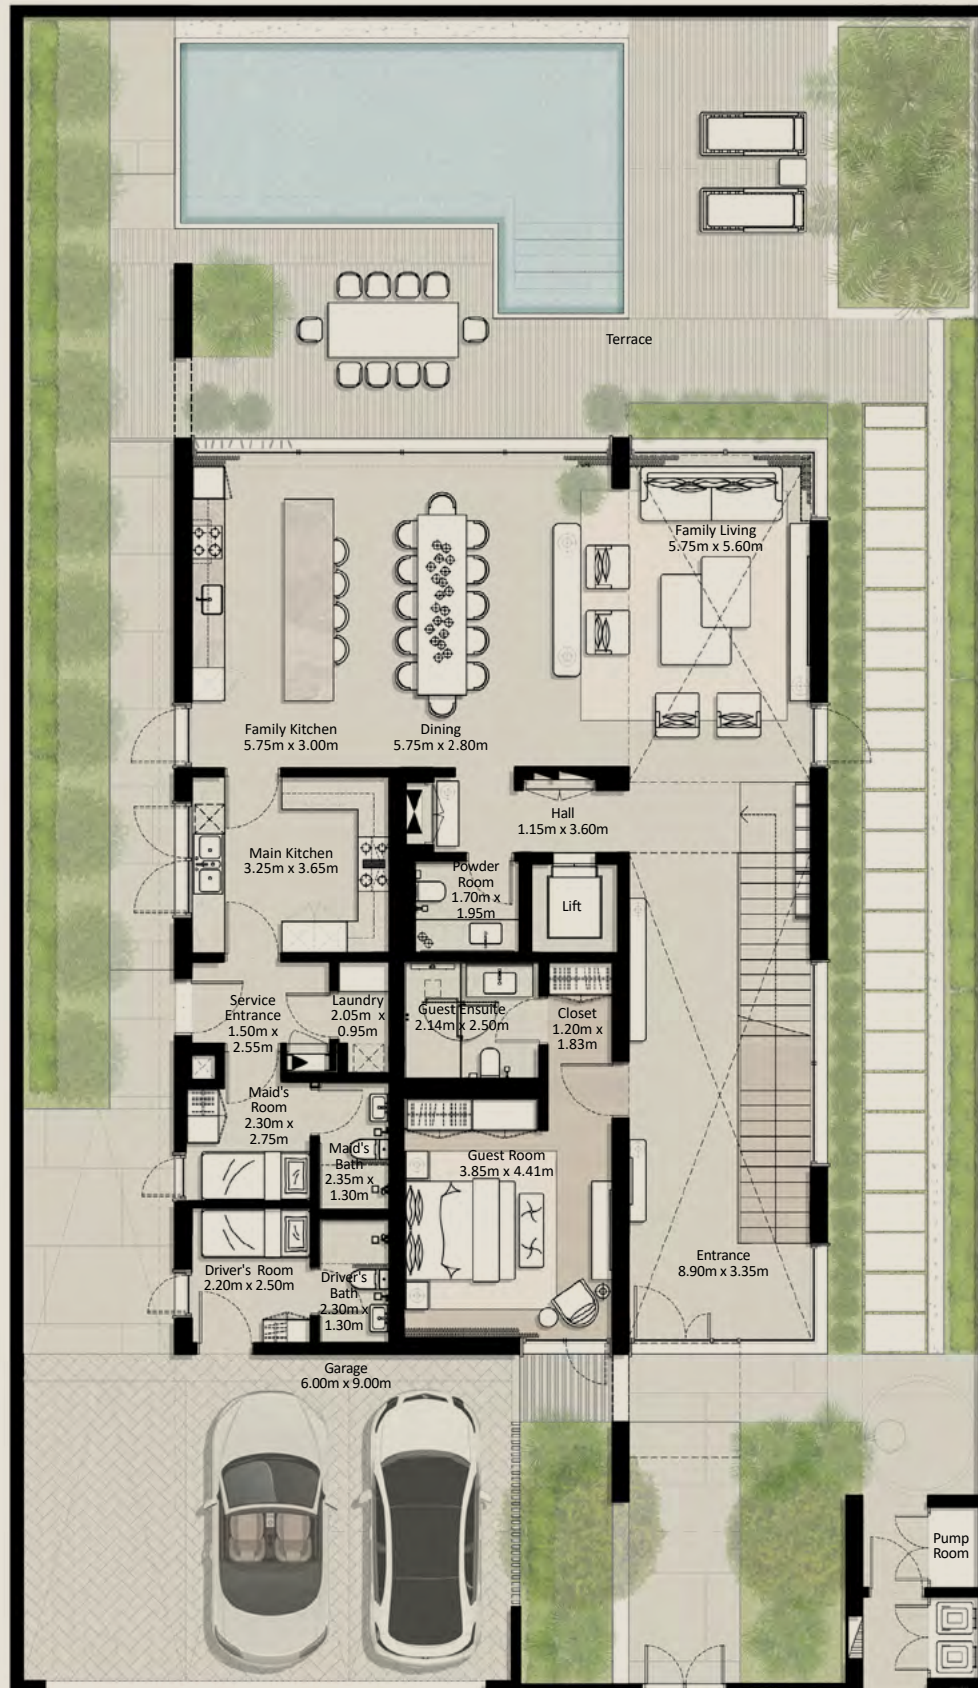 Terrace
Family Living
5.75m x 5.60m
Family Kitchen
5.75m x 3.00m
Dining
5.75m x 2.80m
Hall
1.15m x 3.60m
Main Kitchen
3.25m x 3.65m
Powder
Room
1.70m x
1.95m
Lift
Service
Entrance
1.50m x
2.55m
Laundry
2.05m x
0.95m
Guest Ensuite
2.14m x 2.50m
Closet
1.20m x
1.83m
Maid's
Room
2.30m x
2.75m
Maid's
Bath
2.35m x
1.30m
Guest Room
3.85m x 4.41m
Driver's Room
2.20m x 2.50m
Driver's
Bath
2.30m x
1.30m
Entrance
8.90m x 3.35m
Garage
6.00m x 9.00m
Pump
Room